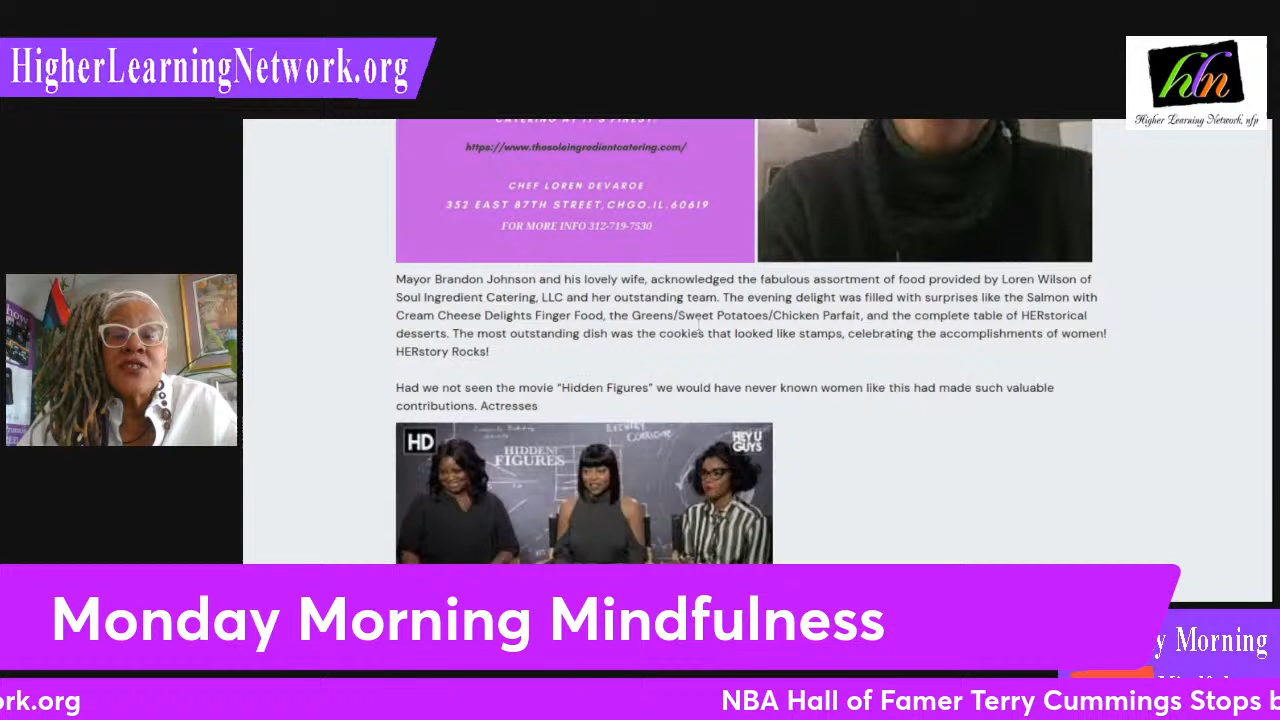 HigherLearningNetwork.org
hln
Higher Learning Network, nfp
CATERING AT IT'S FINEST!
https://www.thesoleingredientcatering.com/
CHEF LOREN DEVAROE
352 EAST 87TH STREET,CHGO.IL.60619
FOR MORE INFO 312-719-7530
Mayor Brandon Johnson and his lovely wife, acknowledged the fabulous assortment of food provided by Loren Wilson of
Soul Ingredient Catering, LLC and her outstanding team. The evening delight was filled with surprises like the Salmon with
Cream Cheese Delights Finger Food, the Greens/Sweet Potatoes/Chicken Parfait, and the complete table of HERstorical
desserts. The most outstanding dish was the cookies that looked like stamps, celebrating the accomplishments of women!
HERstory Rocks!
Had we not seen the movie “Hidden Figures” we would have never known women like this had made such valuable
contributions. Actresses
HD
HIDDEN
FIGURES
HEY U
GUYS
Monday Morning Mindfulness
y Morning
rk.org
NBA Hall of Famer Terry Cummings Stops b